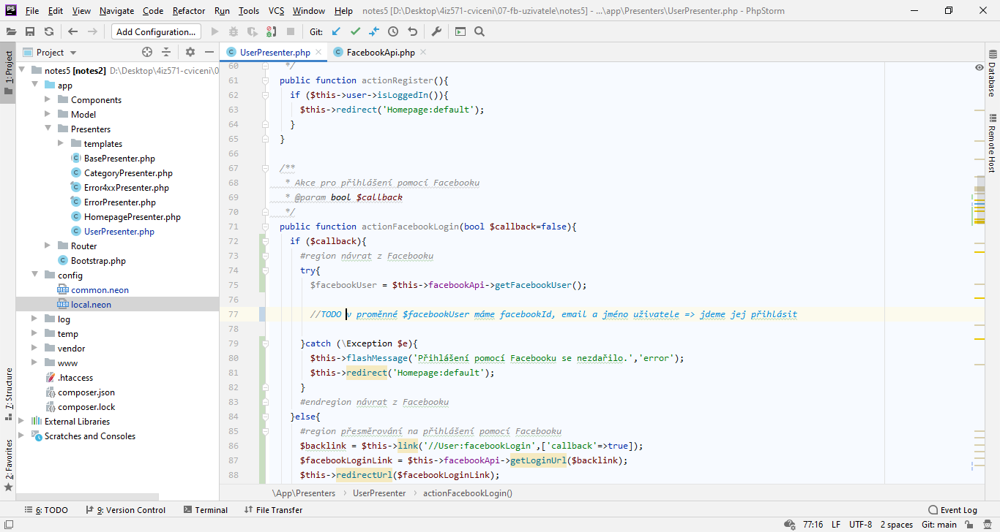 PS File Edit View Navigate Code Refactor Run Tools VCS Window Help notes5 [D:\Desktop\4iz571-cviceni\07-fb-uzivatele\notes5] - ...\app\Presenters\UserPresenter.php - PhpStorm
Add Configuration... Git:
Project
UserPresenter.php
FacebookApi.php
1: Project
7: Structure
2: Favorites
notes5 [notes2] D:\Desktop\4iz571-cviceni\0
app
Components
Model
Presenters
templates
BasePresenter.php
CategoryPresenter.php
Error4xxPresenter.php
ErrorPresenter.php
HomepagePresenter.php
UserPresenter.php
Router
Bootstrap.php
config
common.neon
local.neon
log
temp
vendor
www
.htaccess
composer.json
composer.lock
External Libraries
Scratches and Consoles
60 */
61 public function actionRegister(){
62 if ($this->user->isLoggedIn()){
63 $this->redirect('Homepage:default');
64 }
65 }
66
67 /**
68 * Akce pro přihlášení pomocí Facebooku
69 * @param bool $callback
70 */
71 public function actionFacebookLogin(bool $callback=false){
72 if ($callback){
73 #region návrat z Facebooku
74 try{
75 $facebookUser = $this->facebookApi->getFacebookUser();
76
77 //TODO v proměnné $facebookUser máme facebookId, email a jméno uživatele => jdeme jej přihlásit
78
79 }catch (\Exception $e){
80 $this->flashMessage('Přihlášení pomocí Facebooku se nezdařilo.','error');
81 $this->redirect('Homepage:default');
82 }
83 #endregion návrat z Facebooku
84 }else{
85 #region přesměrování na přihlášení pomocí Facebooku
86 $backlink = $this->link('//User:facebookLogin',['callback'=>true]);
87 $facebookLoginLink = $this->facebookApi->getLoginUrl($backlink);
88 $this->redirectUrl($facebookLoginLink);
Database
Remote Host
\App\Presenters › UserPresenter › actionFacebookLogin()
6: TODO 9: Version Control Terminal File Transfer Event Log
77:16 LF UTF-8 2 spaces Git: main